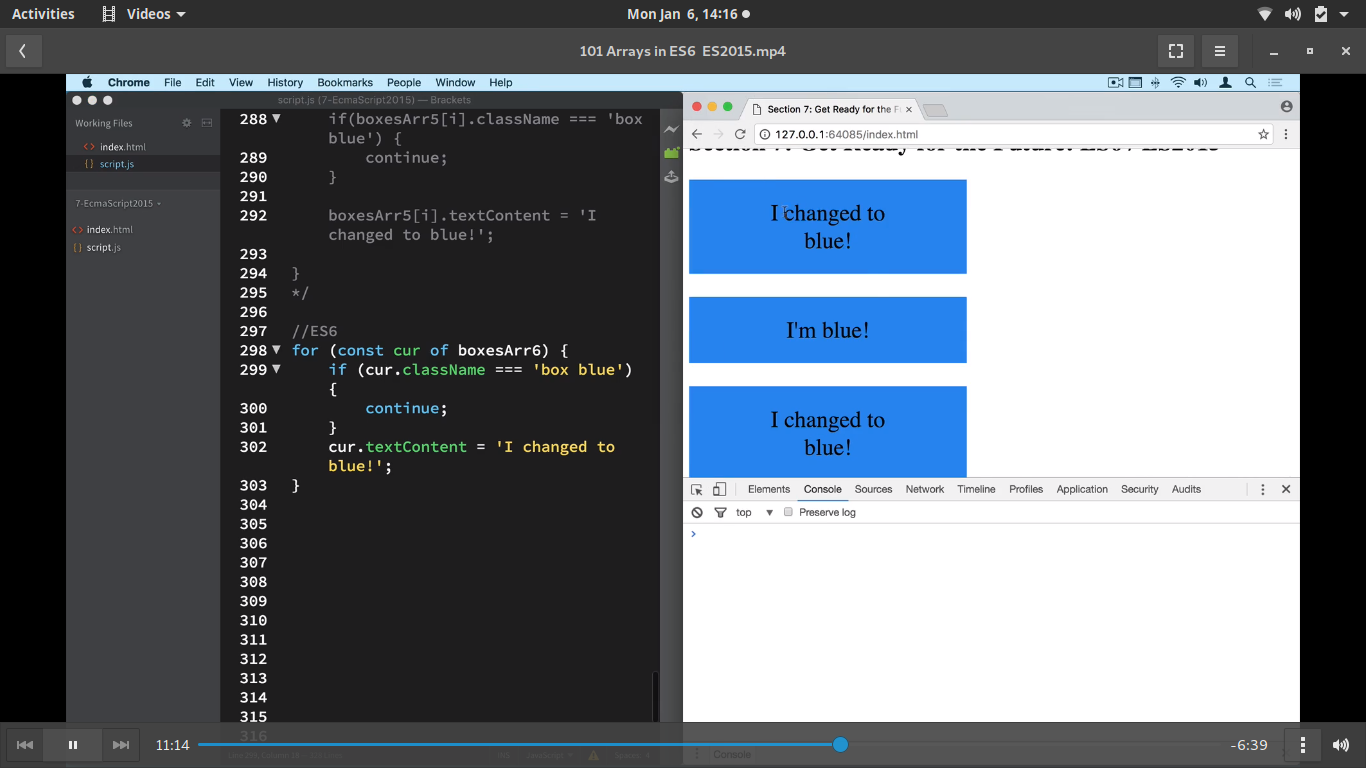 Activities Videos Mon Jan 6, 14:16
101 Arrays in ES6 ES2015.mp4
Chrome File Edit View History Bookmarks People Window Help
script.js (7-EcmaScript2015) — Brackets
Working Files
<> index.html
{} script.js
7-EcmaScript2015
<> index.html
{} script.js
288 if(boxesArr5[i].className === 'box
blue') {
289 continue;
290 }
291
292 boxesArr5[i].textContent = 'I
changed to blue!';
293
294 }
295 */
296
297 //ES6
298 for (const cur of boxesArr6) {
299 if (cur.className === 'box blue')
{
300 continue;
301 }
302 cur.textContent = 'I changed to
blue!';
303 }
304
305
306
307
308
309
310
311
312
313
314
315
316
Section 7: Get Ready for the F
127.0.0.1:64085/index.html
Section 7: Get Ready for the Future: ES6 / ES2015
I changed to
blue!
I'm blue!
I changed to
blue!
Elements Console Sources Network Timeline Profiles Application Security Audits
top Preserve log
>
Console
11:14 -6:39